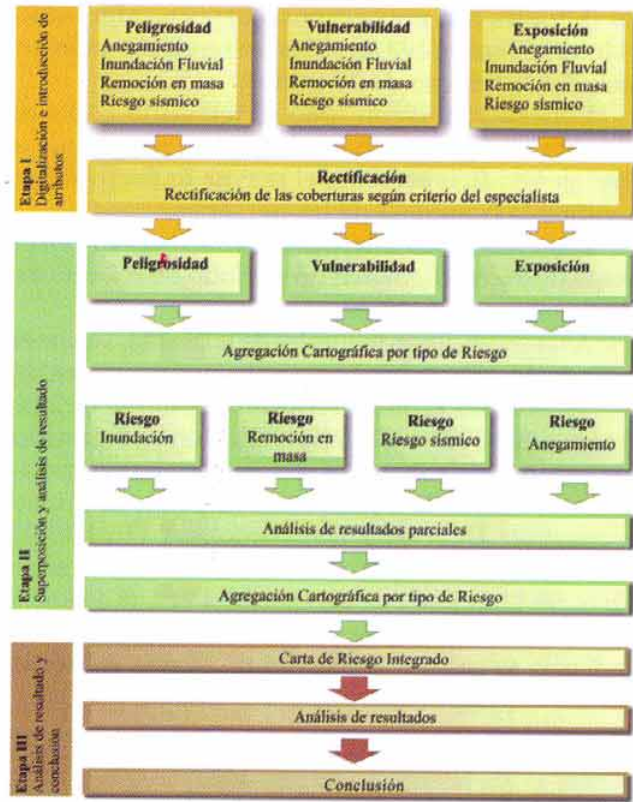 Etapa I
Digitalización e introducción de
atributos
Peligrosidad
Anegamiento
Inundación Fluvial
Remoción en masa
Riesgo sísmico
Vulnerabilidad
Anegamiento
Inundación Fluvial
Remoción en masa
Riesgo sísmico
Exposición
Anegamiento
Inundación Fluvial
Remoción en masa
Riesgo sísmico
Rectificación
Rectificación de las coberturas según criterio del especialista
Etapa II
Superposición y análisis de resultado
Peligrosidad
Vulnerabilidad
Exposición
Agregación Cartográfica por tipo de Riesgo
Riesgo
Inundación
Riesgo
Remoción en
masa
Riesgo
Riesgo sísmico
Riesgo
Anegamiento
Análisis de resultados parciales
Agregación Cartográfica por tipo de Riesgo
Etapa III
Análisis de resultado y
conclusión
Carta de Riesgo Integrado
Análisis de resultados
Conclusión